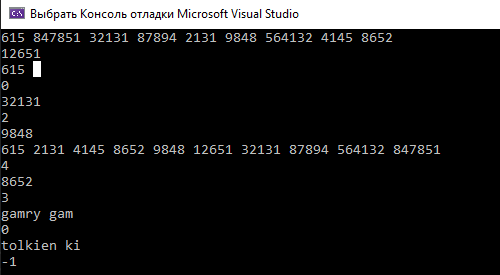 Выбрать Консоль отладки Microsoft Visual Studio
615 847851 32131 87894 2131 9848 564132 4145 8652
12651
615
0
32131
2
9848
615 2131 4145 8652 9848 12651 32131 87894 564132 847851
4
8652
3
gamry gam
0
tolkien ki
-1